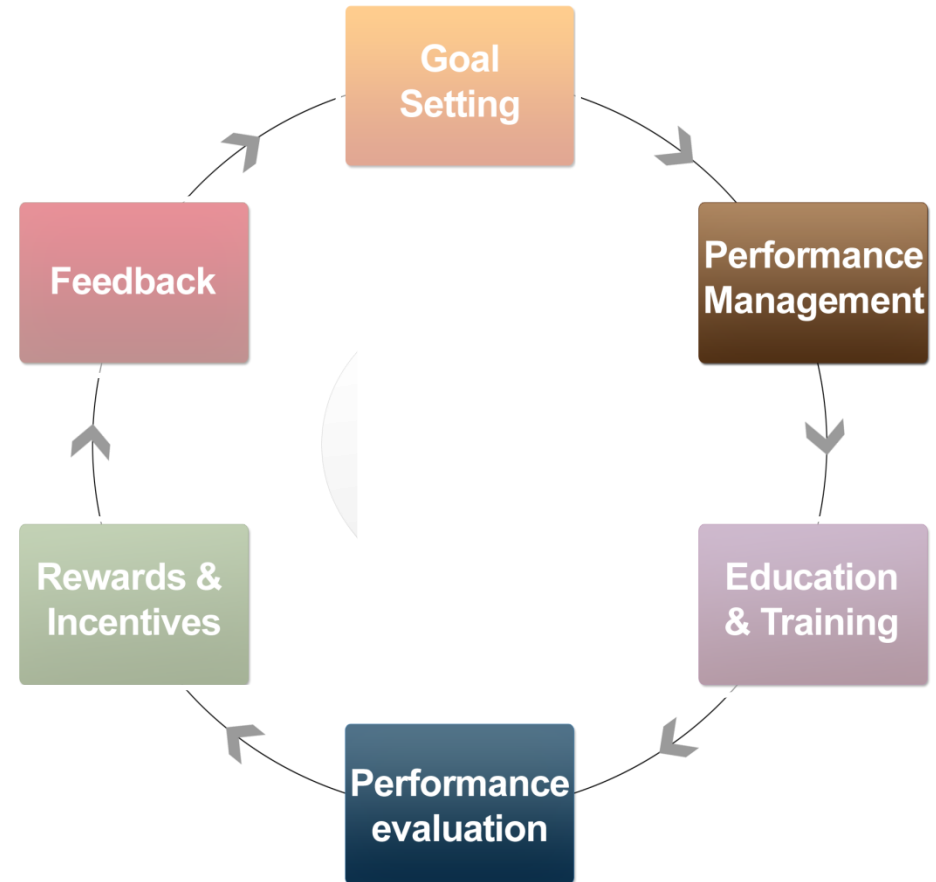 Goal
Setting
Performance
Management
Education
& Training
Performance
evaluation
Rewards &
Incentives
Feedback